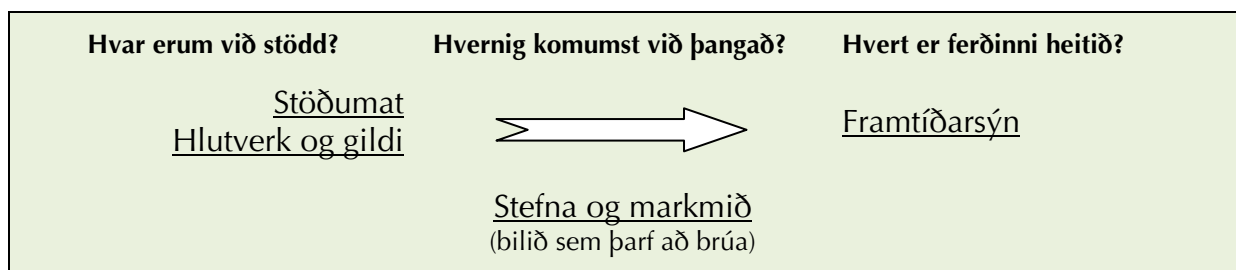 Hvar erum við stödd?
Hvernig komumst við þangað?
Hvert er ferðinni heitið?
Stöðumat
Hlutverk og gildi
Framtíðarsýn
Stefna og markmið
(bilið sem þarf að brúa)